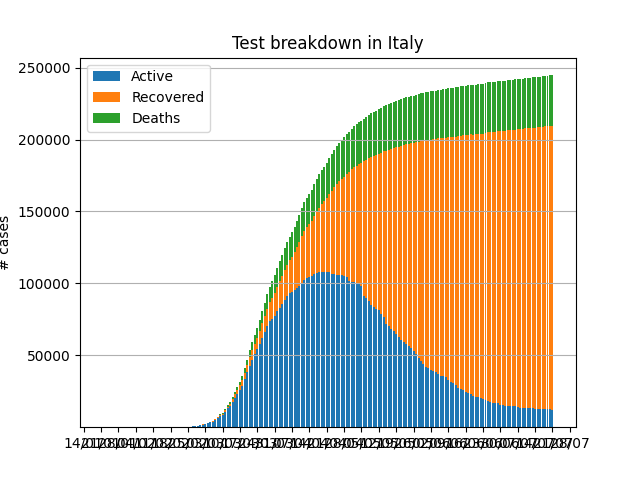 Test breakdown in Italy
250000
200000
150000
100000
50000
Active
Recovered
Deaths
# cases